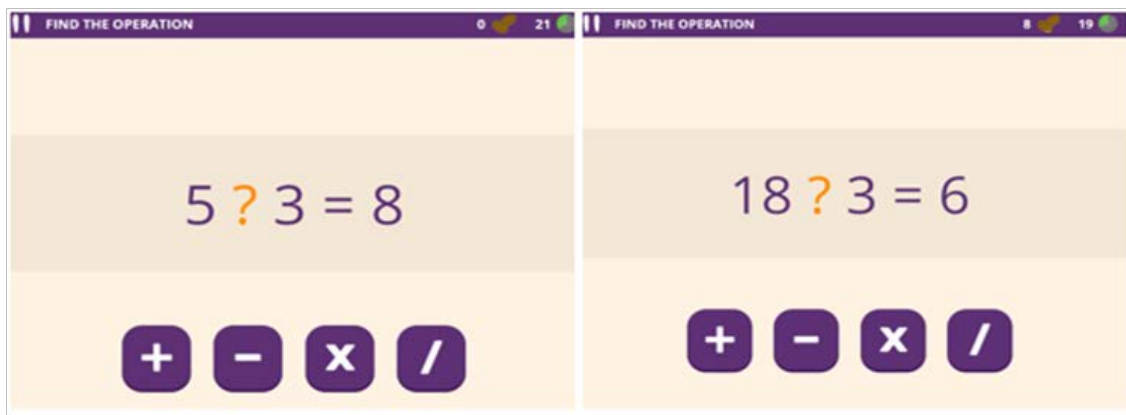 FIND THE OPERATION 0 21
5 ? 3 = 8
+ − x /
FIND THE OPERATION 8 19
18 ? 3 = 6
+ − x /